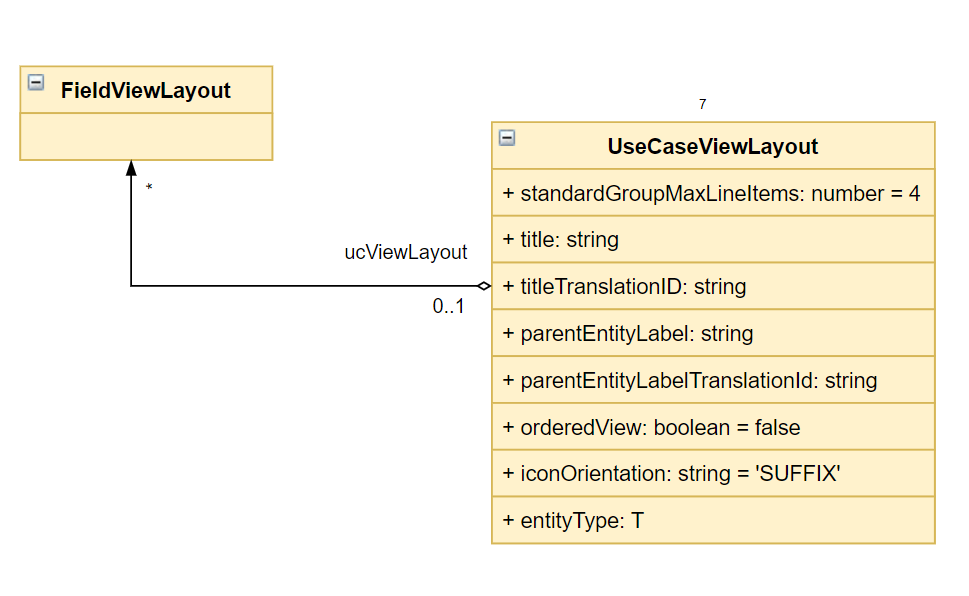 FieldViewLayout
*
ucViewLayout
0..1
7
UseCaseViewLayout
+ standardGroupMaxLineItems: number = 4
+ title: string
+ titleTranslationID: string
+ parentEntityLabel: string
+ parentEntityLabelTranslationId: string
+ orderedView: boolean = false
+ iconOrientation: string = 'SUFFIX'
+ entityType: T